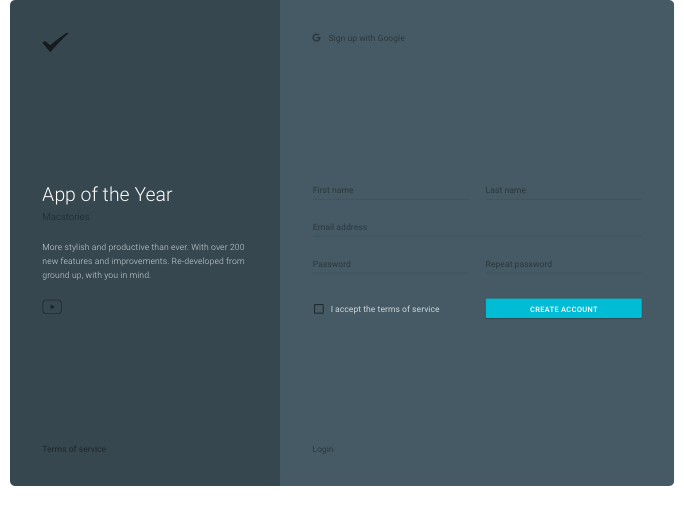 Sign up with Google
App of the Year
Macstories
More stylish and productive than ever. With over 200
new features and improvements. Re-developed from
ground up, with you in mind.
First name
Last name
Email address
Password
Repeat password
I accept the terms of service
CREATE ACCOUNT
Terms of service
Login